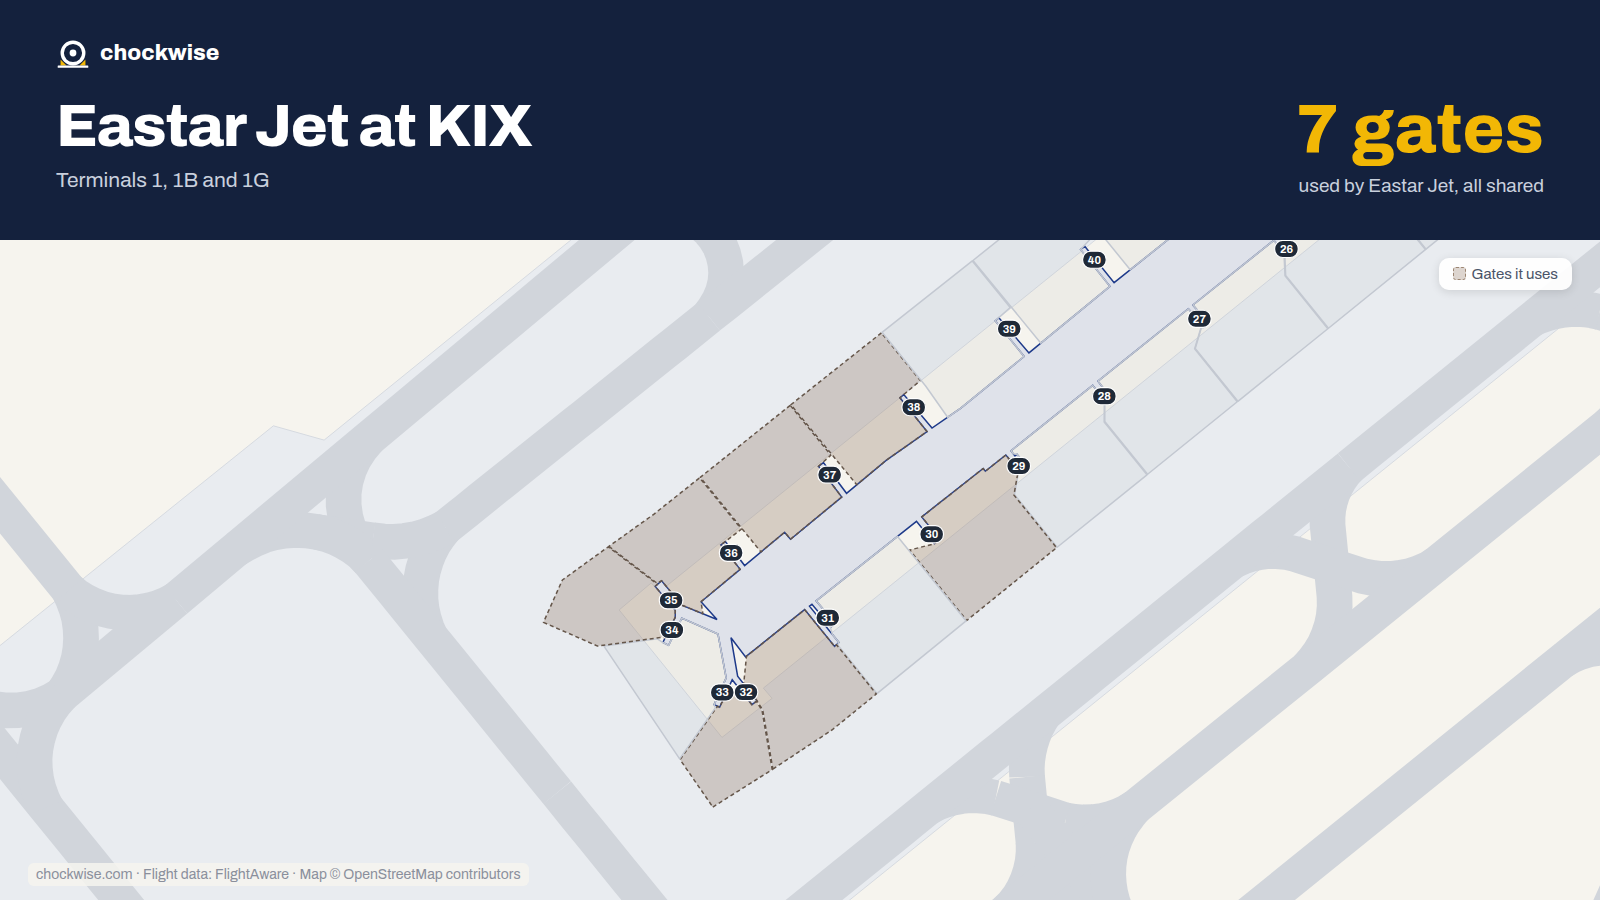 chockwise
Eastar Jet at KIX
Terminals 1, 1B and 1G
7 gates
used by Eastar Jet, all shared
Gates it uses
26
40
27
39
28
38
29
37
30
36
35
31
34
33
32
chockwise.com · Flight data: FlightAware · Map © OpenStreetMap contributors